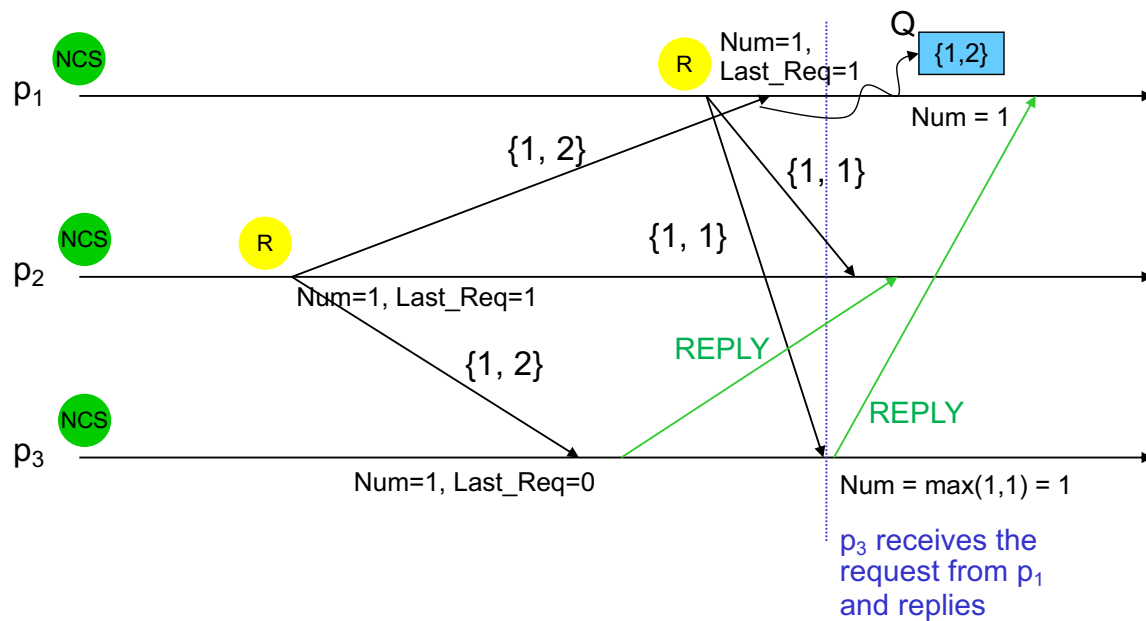 NCS
R
Num=1,
Last_Req=1
Q
{1,2}
p1
Num = 1
{1, 2}
{1, 1}
NCS
R
{1, 1}
p2
Num=1, Last_Req=1
REPLY
{1, 2}
NCS
REPLY
p3
Num=1, Last_Req=0
Num = max(1,1) = 1
p3 receives the
request from p1
and replies